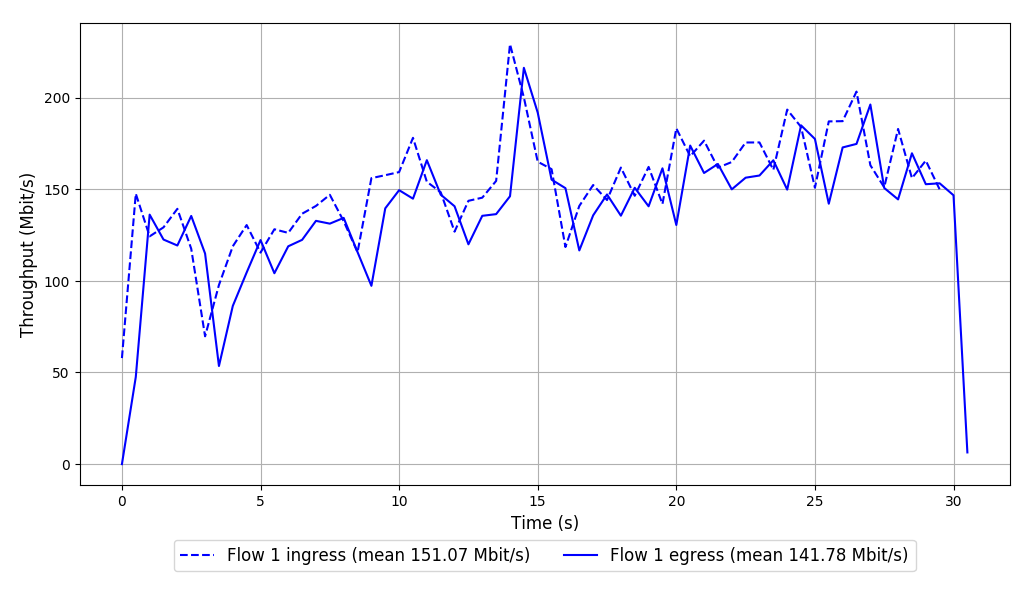 Throughput (Mbit/s)
200
150
100
50
0
0 5 10 15 20 25 30
Time (s)
Flow 1 ingress (mean 151.07 Mbit/s) Flow 1 egress (mean 141.78 Mbit/s)